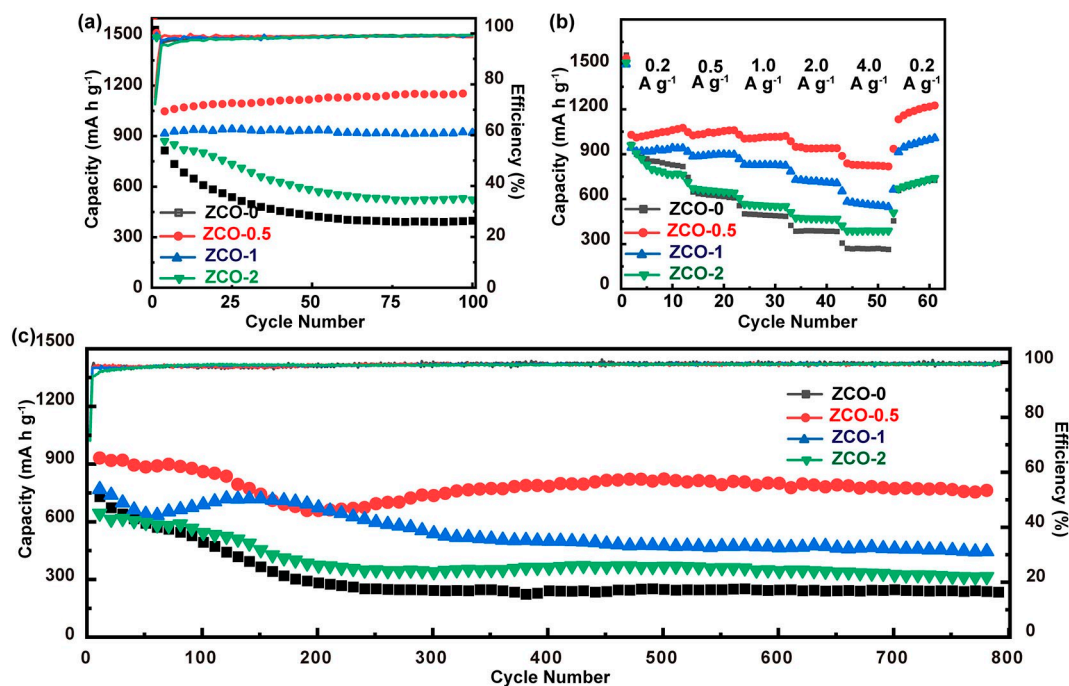 (a)
Capacity (mA h g-1)
1500
1200
900
600
300
0
100
80
60
40
20
Efficiency (%)
ZCO-0
ZCO-0.5
ZCO-1
ZCO-2
0 25 50 75 100
Cycle Number
(b)
Capacity (mA h g-1)
1500
1200
900
600
300
0
0.2 0.5 1.0 2.0 4.0 0.2
A g-1 A g-1 A g-1 A g-1 A g-1 A g-1
ZCO-0
ZCO-0.5
ZCO-1
ZCO-2
0 10 20 30 40 50 60
Cycle Number
(c)
Capacity (mA h g-1)
1500
1200
900
600
300
0
100
80
60
40
20
0
Efficiency (%)
ZCO-0
ZCO-0.5
ZCO-1
ZCO-2
0 100 200 300 400 500 600 700 800
Cycle Number